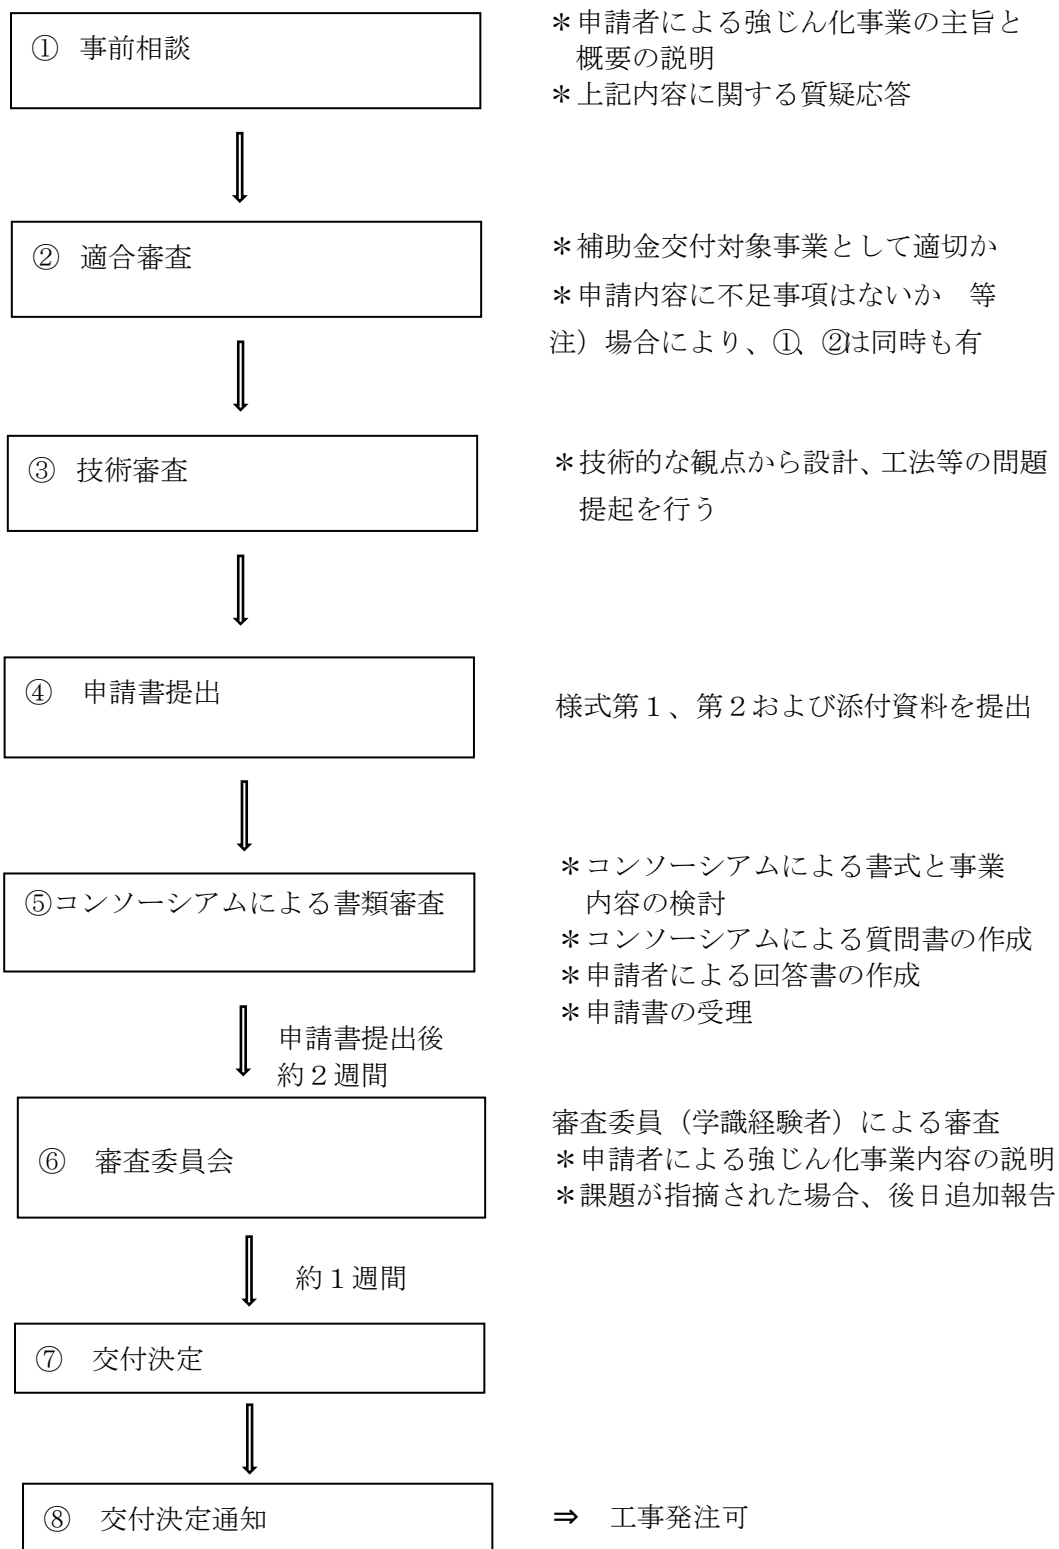 ① 事前相談
＊申請者による強じん化事業の主旨と
概要の説明
＊上記内容に関する質疑応答
② 適合審査
＊補助金交付対象事業として適切か
＊申請内容に不足事項はないか　等
注）場合により、①、②は同時も有
③ 技術審査
＊技術的な観点から設計、工法等の問題
提起を行う
④　申請書提出
様式第１、第２および添付資料を提出
⑤コンソーシアムによる書類審査
＊コンソーシアムによる書式と事業
内容の検討
＊コンソーシアムによる質問書の作成
＊申請者による回答書の作成
＊申請書の受理
申請書提出後
約２週間
⑥　審査委員会
審査委員（学識経験者）による審査
＊申請者による強じん化事業内容の説明
＊課題が指摘された場合、後日追加報告
約１週間
⑦　交付決定
⑧　交付決定通知
⇒　工事発注可